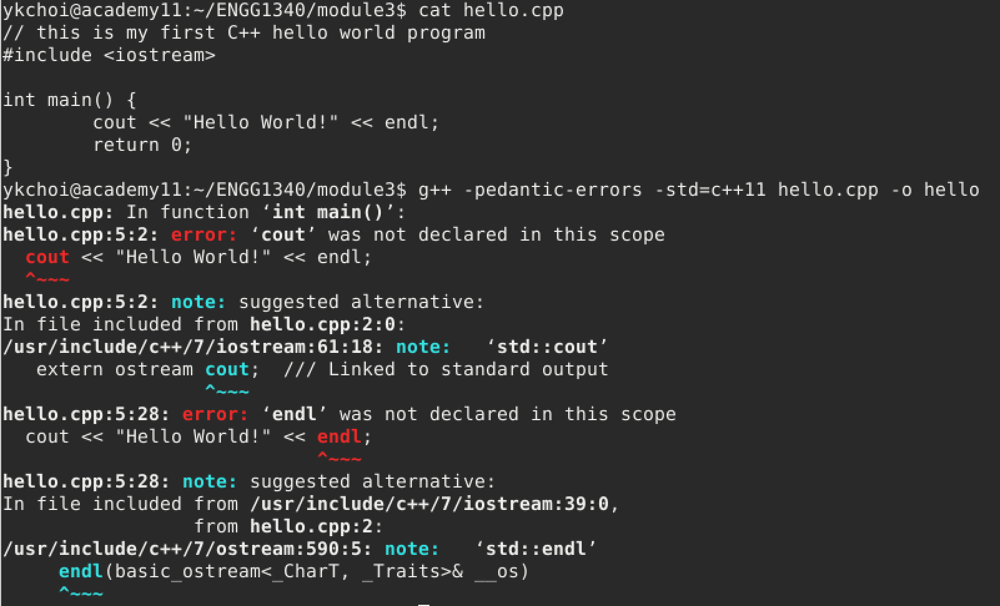 ykchoi@academy11:~/ENGG1340/module3$ cat hello.cpp
// this is my first C++ hello world program
#include <iostream>

int main() {
        cout << "Hello World!" << endl;
        return 0;
}
ykchoi@academy11:~/ENGG1340/module3$ g++ -pedantic-errors -std=c++11 hello.cpp -o hello
hello.cpp: In function ‘int main()’:
hello.cpp:5:2: error: ‘cout’ was not declared in this scope
  cout << "Hello World!" << endl;
  ^~~~
hello.cpp:5:2: note: suggested alternative:
In file included from hello.cpp:2:0:
/usr/include/c++/7/iostream:61:18: note:   ‘std::cout’
   extern ostream cout;  /// Linked to standard output
                  ^~~~
hello.cpp:5:28: error: ‘endl’ was not declared in this scope
  cout << "Hello World!" << endl;
                            ^~~~
hello.cpp:5:28: note: suggested alternative:
In file included from /usr/include/c++/7/iostream:39:0,
                 from hello.cpp:2:
/usr/include/c++/7/ostream:590:5: note:   ‘std::endl’
     endl(basic_ostream<_CharT, _Traits>& __os)
     ^~~~